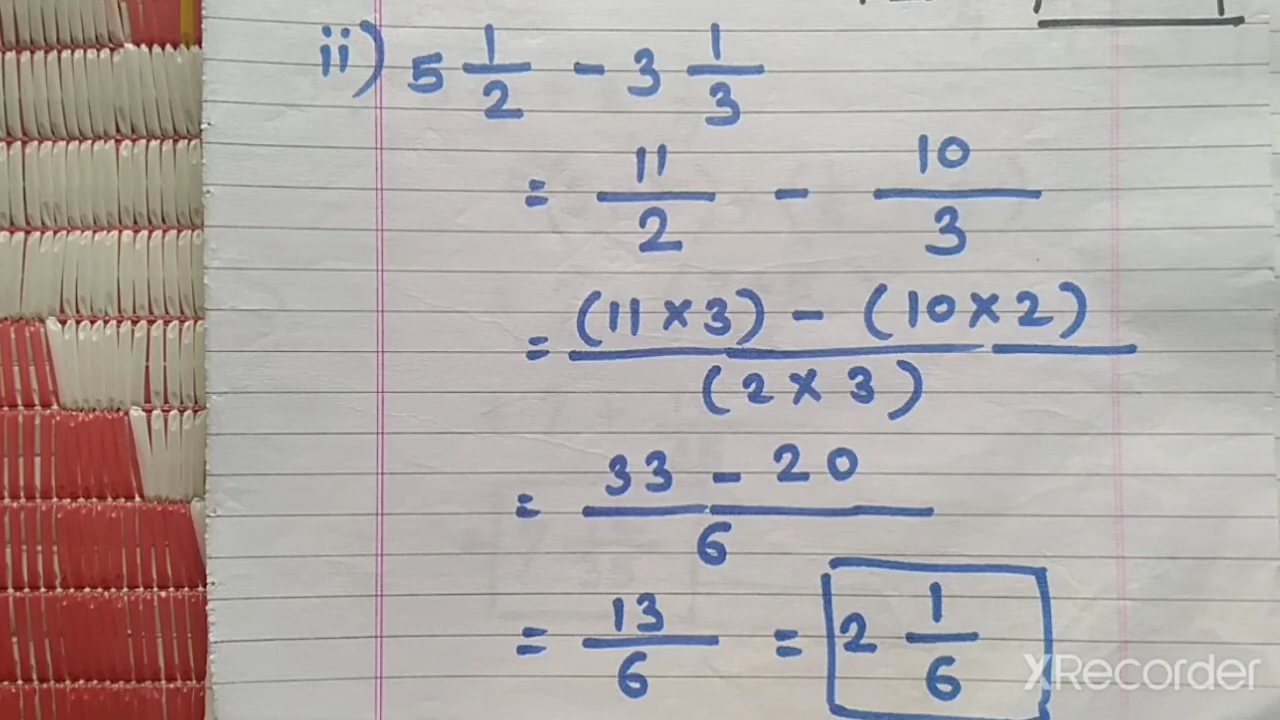 ii) 5 1/2 - 3 1/3
= 11/2 - 10/3
= (11 × 3) - (10 × 2) / (2 × 3)
= 33 - 20 / 6
= 13/6 = 2 1/6
XRecorder